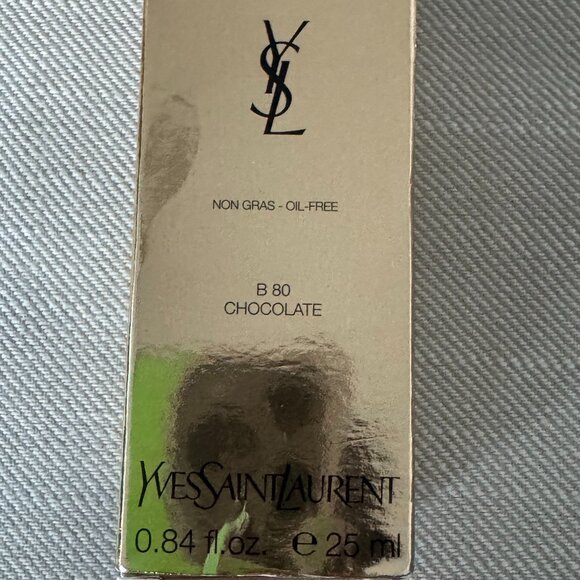 YSL
NON GRAS - OIL-FREE
B 80
CHOCOLATE
YVESSAINTLAURENT
0.84 fl.oz. ℮ 25 ml